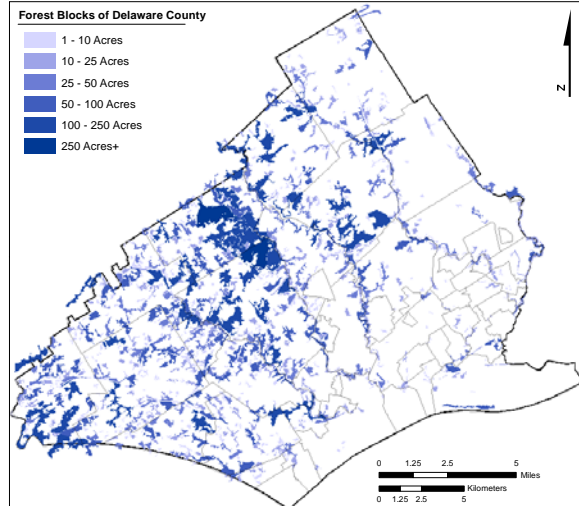 Forest Blocks of Delaware County
1 - 10 Acres
10 - 25 Acres
25 - 50 Acres
50 - 100 Acres
100 - 250 Acres
250 Acres+
N
0 1.25 2.5 5
Miles
Kilometers
0 1.25 2.5 5